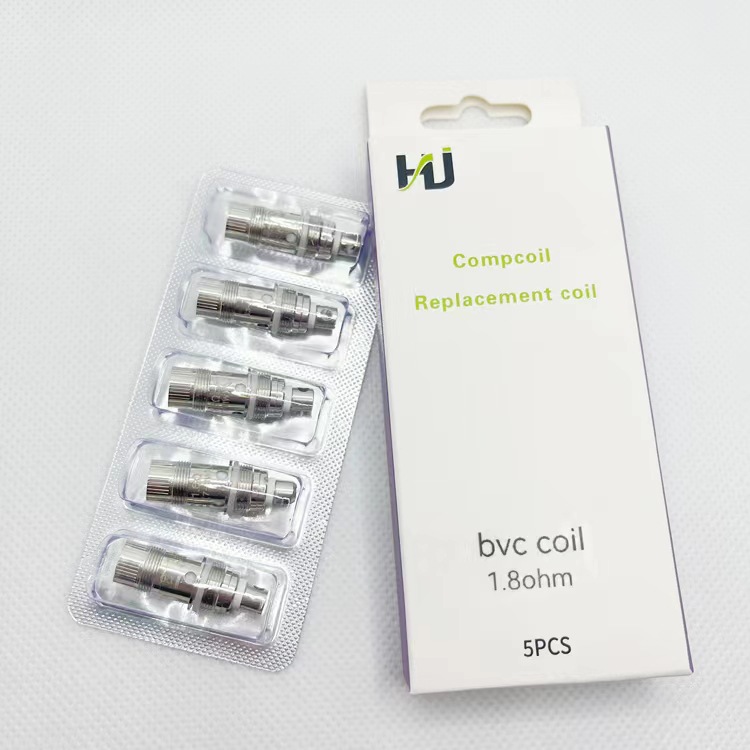 HJ
Compcoil
Replacement coil
bvc coil
1.8ohm
5PCS